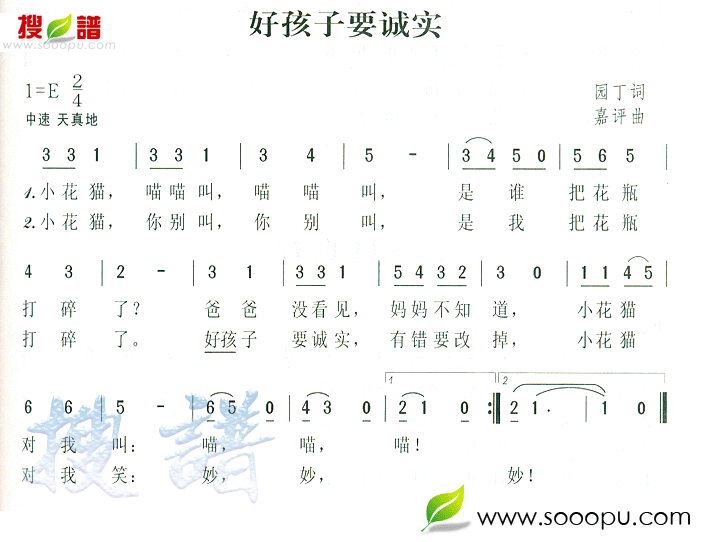 搜谱
www.sooopu.com
好孩子要诚实
1=E 2/4
园丁词
中速 天真地
嘉评曲
3 3 1 | 3 3 1 | 3 4 | 5 - | 3 4 5 0 | 5 6 5 |
1.小花猫，喵喵叫，喵喵叫，是谁把花瓶
2.小花猫，你别叫，你别叫，是我把花瓶
4 3 | 2 - | 3 1 | 3 3 1 | 5 4 3 2 | 3 0 | 1 1 4 5 |
打碎了？爸爸没看见，妈妈不知道，小花猫
打碎了。好孩子要诚实，有错要改掉，小花猫
1 2
6 6 | 5 - | 6 5 0 | 4 3 0 | 2 1 0 :| 2 1 . | 1 0 ‖
对我叫：喵，喵，喵！
对我笑：妙，妙，妙！
搜谱
www.sooopu.com